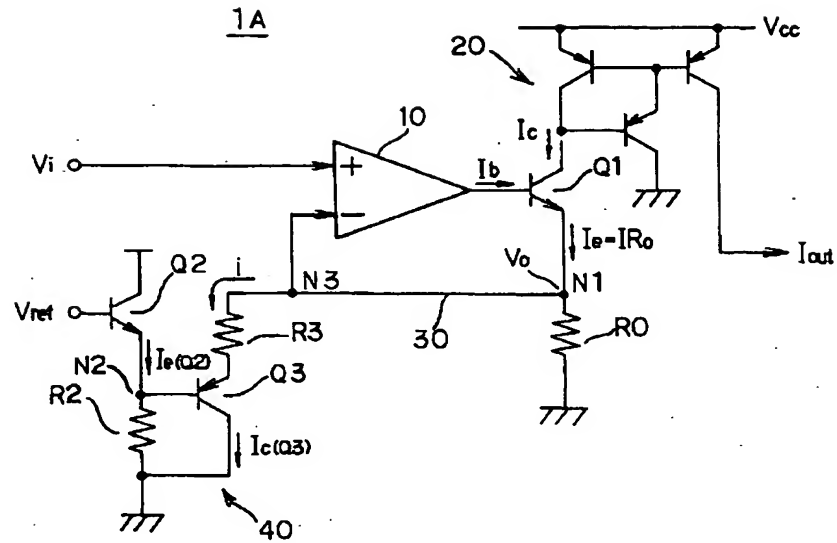 1A
Vcc
20
10
Ic
Vi
+
Ib
Q1
−
Ie=IRo
Iout
Q2
i
N3
Vo
N1
Vref
R3
30
RO
Ie(Q2)
N2
Q3
R2
Ic(Q3)
40